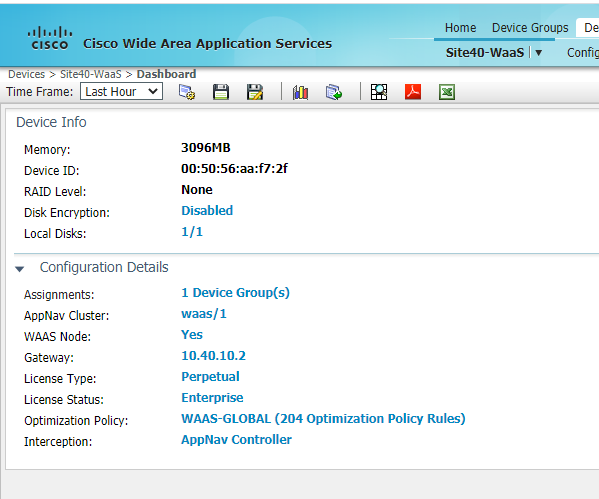 Home Device Groups De
cisco Cisco Wide Area Application Services
Site40-WaaS Config
Devices > Site40-WaaS > Dashboard
Time Frame: Last Hour
Device Info
Memory: 3096MB
Device ID: 00:50:56:aa:f7:2f
RAID Level: None
Disk Encryption: Disabled
Local Disks: 1/1
Configuration Details
Assignments: 1 Device Group(s)
AppNav Cluster: waas/1
WAAS Node: Yes
Gateway: 10.40.10.2
License Type: Perpetual
License Status: Enterprise
Optimization Policy: WAAS-GLOBAL (204 Optimization Policy Rules)
Interception: AppNav Controller